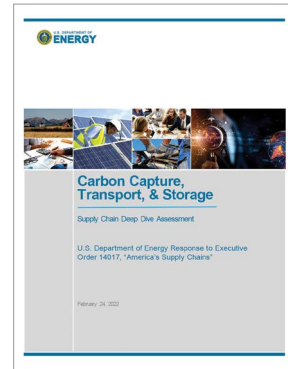 U.S. DEPARTMENT OF
ENERGY
Carbon Capture,
Transport, & Storage
Supply Chain Deep Dive Assessment
U.S. Department of Energy Response to Executive
Order 14017, "America's Supply Chains"
February 24, 2022